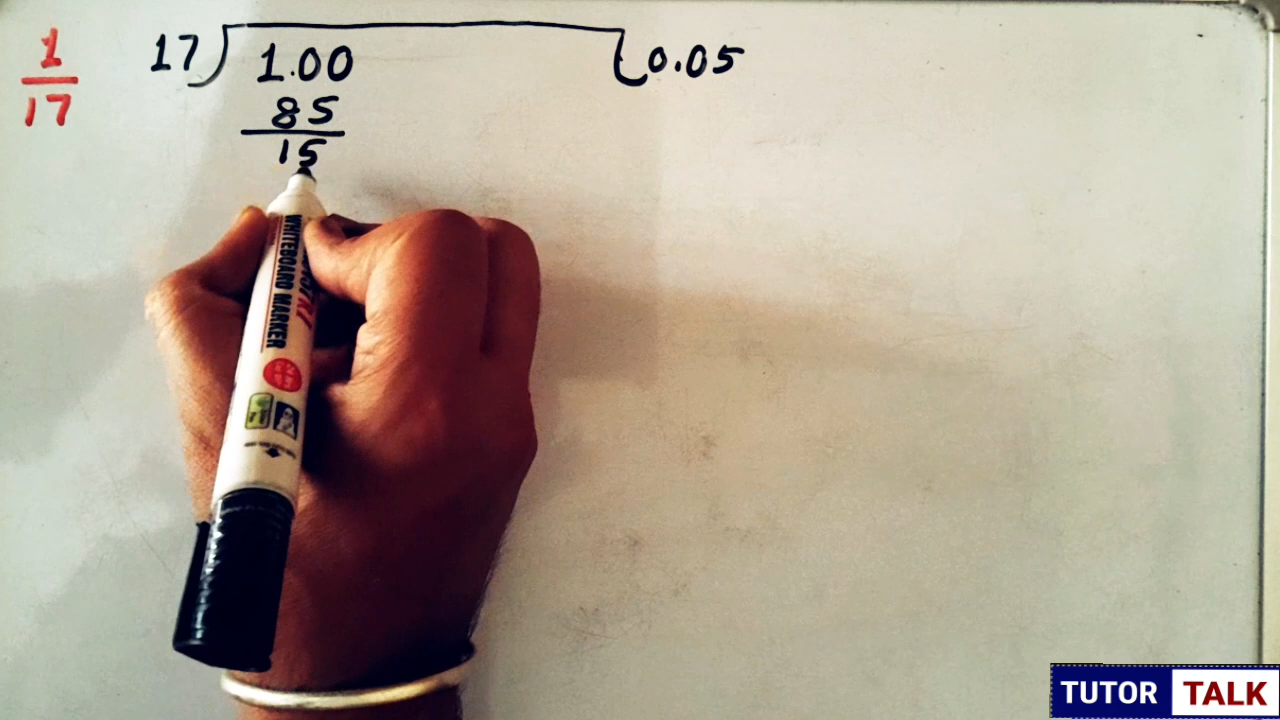 1/17
17) 1.00 (0.05
85
15
WHITEBOARD MARKER
TUTOR TALK